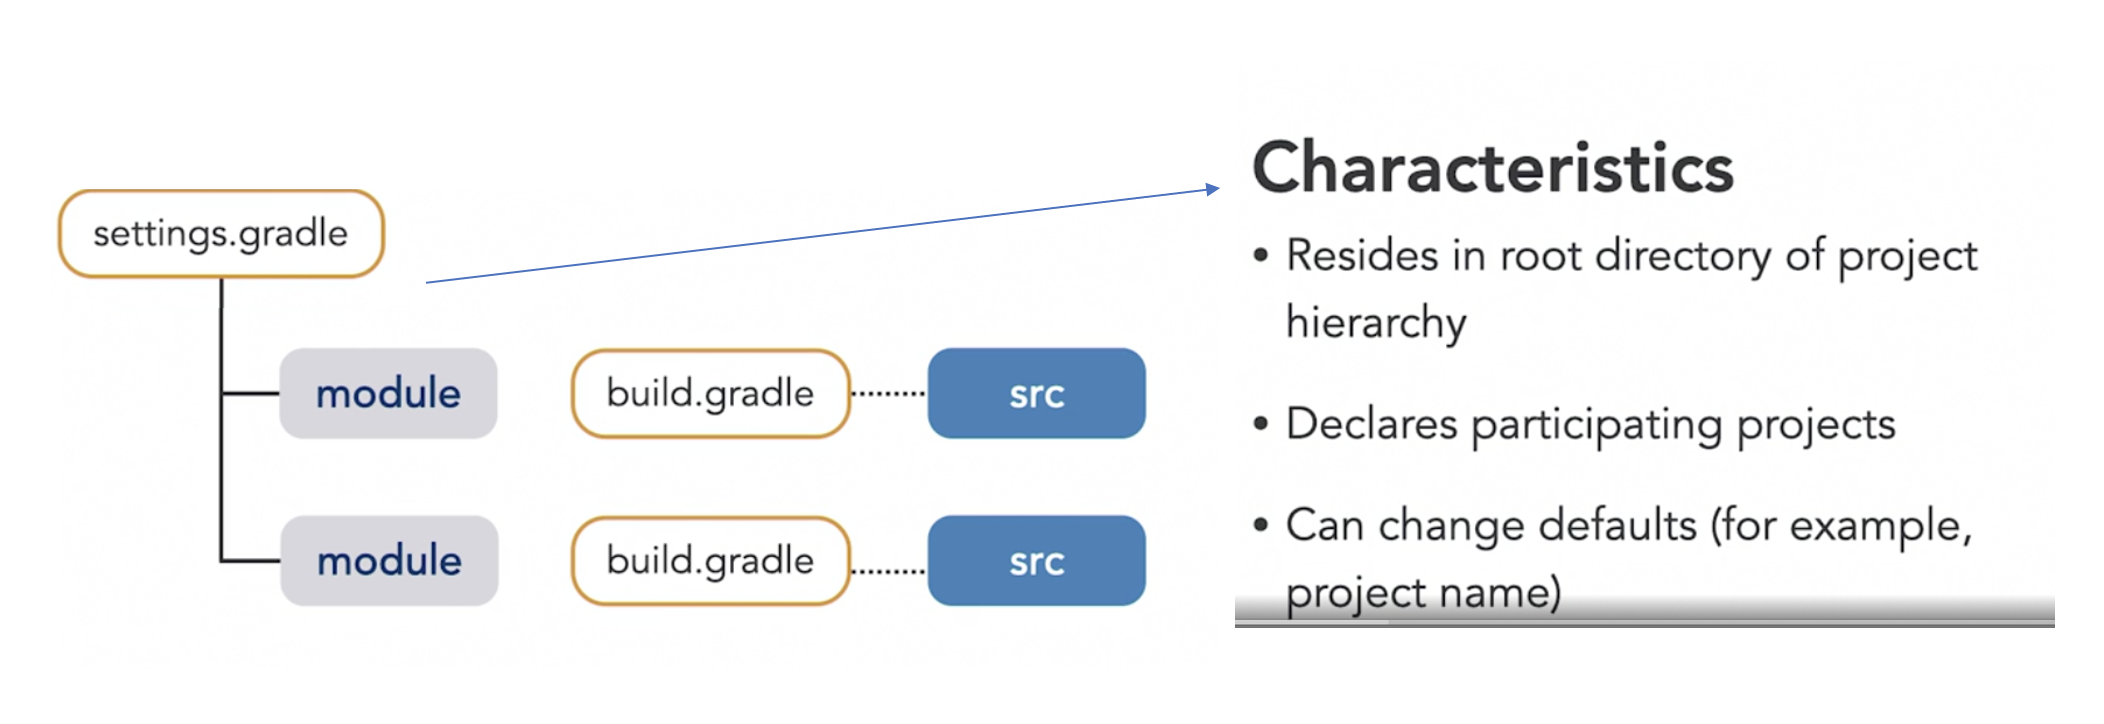 settings.gradle
module
build.gradle
src
module
build.gradle
src
Characteristics
• Resides in root directory of project
hierarchy
• Declares participating projects
• Can change defaults (for example,
project name)